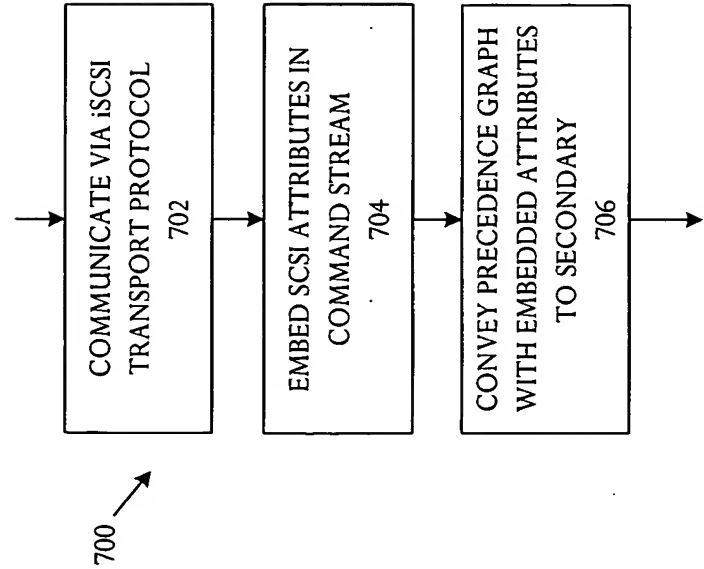 COMMUNICATE VIA iSCSI
TRANSPORT PROTOCOL
702
EMBED SCSI ATTRIBUTES IN
COMMAND STREAM
704
CONVEY PRECEDENCE GRAPH
WITH EMBEDDED ATTRIBUTES
TO SECONDARY
706
700